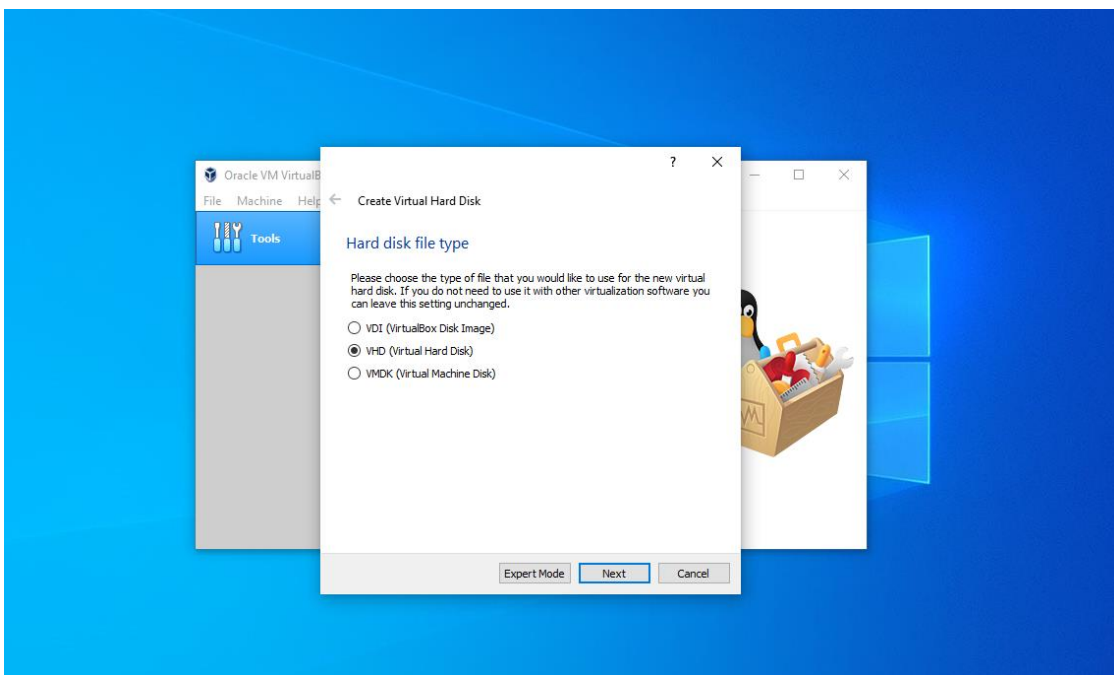 Oracle VM VirtualB
File Machine Help
Tools
?
Create Virtual Hard Disk
Hard disk file type
Please choose the type of file that you would like to use for the new virtual
hard disk. If you do not need to use it with other virtualization software you
can leave this setting unchanged.
VDI (VirtualBox Disk Image)
VHD (Virtual Hard Disk)
VMDK (Virtual Machine Disk)
Expert Mode Next Cancel